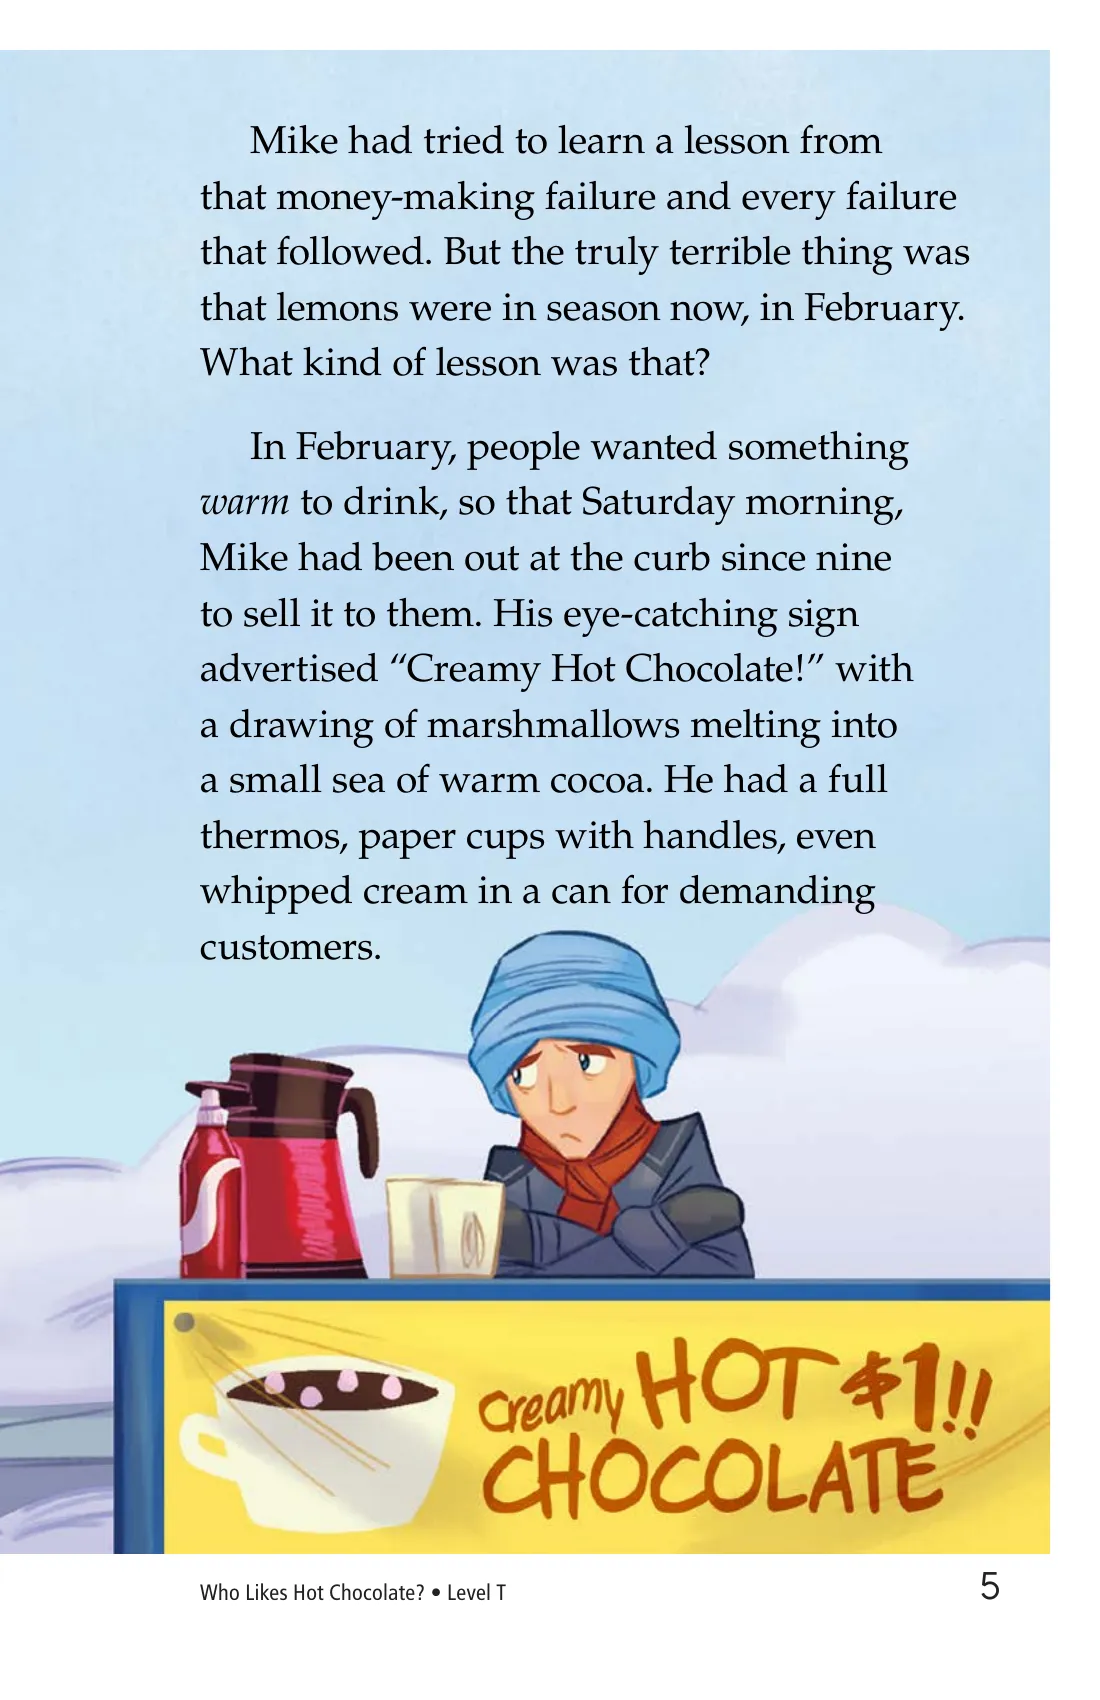 Mike had tried to learn a lesson from
that money-making failure and every failure
that followed. But the truly terrible thing was
that lemons were in season now, in February.
What kind of lesson was that?
In February, people wanted something
warm to drink, so that Saturday morning,
Mike had been out at the curb since nine
to sell it to them. His eye-catching sign
advertised “Creamy Hot Chocolate!” with
a drawing of marshmallows melting into
a small sea of warm cocoa. He had a full
thermos, paper cups with handles, even
whipped cream in a can for demanding
customers.
Creamy HOT $1!!
CHOCOLATE
Who Likes Hot Chocolate? • Level T
5